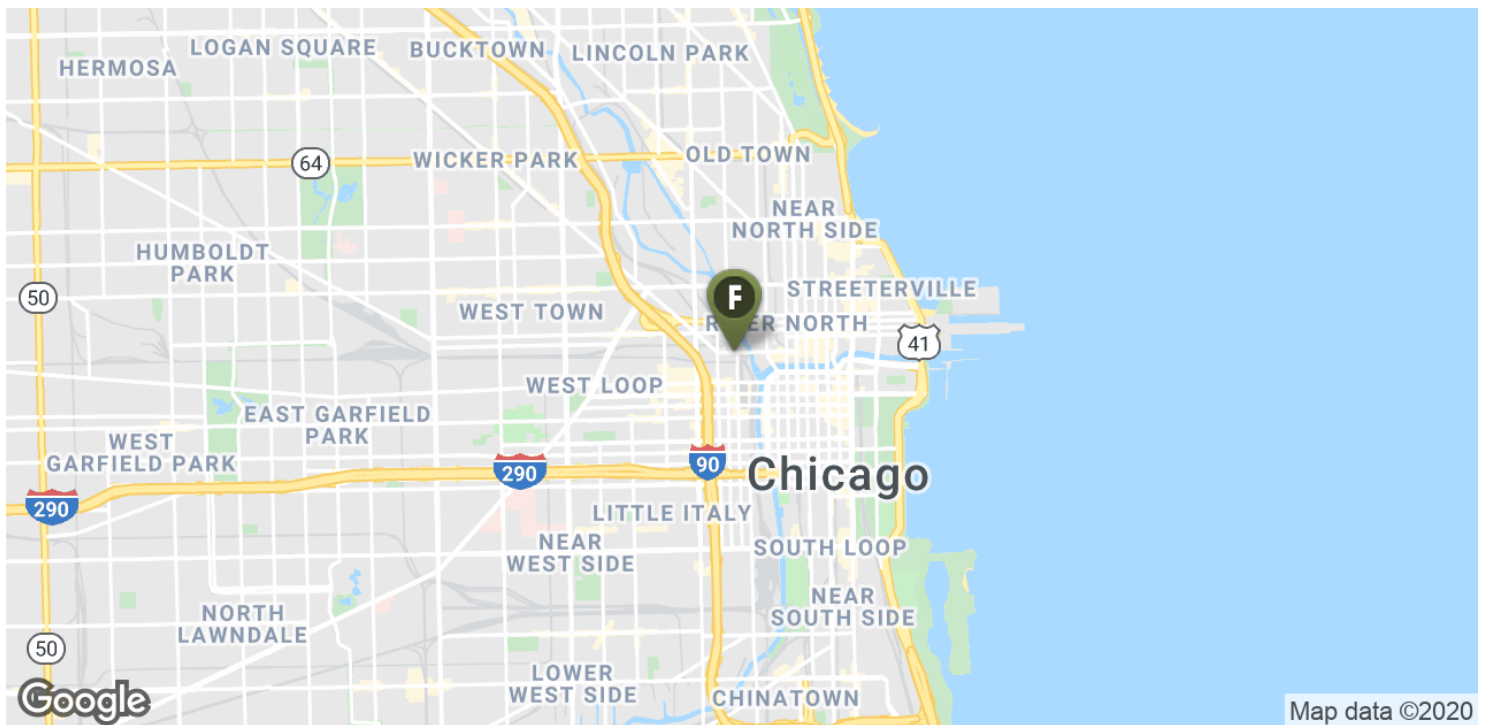 LOGAN SQUARE
BUCKTOWN
LINCOLN PARK
HERMOSA
64
WICKER PARK
OLD TOWN
NEAR
NORTH SIDE
HUMBOLDT
PARK
50
WEST TOWN
F
STREETERVILLE
RIVER NORTH
41
WEST LOOP
EAST GARFIELD
PARK
WEST
GARFIELD PARK
290
90
Chicago
290
LITTLE ITALY
NEAR
WEST SIDE
SOUTH LOOP
NORTH
LAWNDALE
NEAR
SOUTH SIDE
50
LOWER
WEST SIDE
CHINATOWN
Google
Map data ©2020